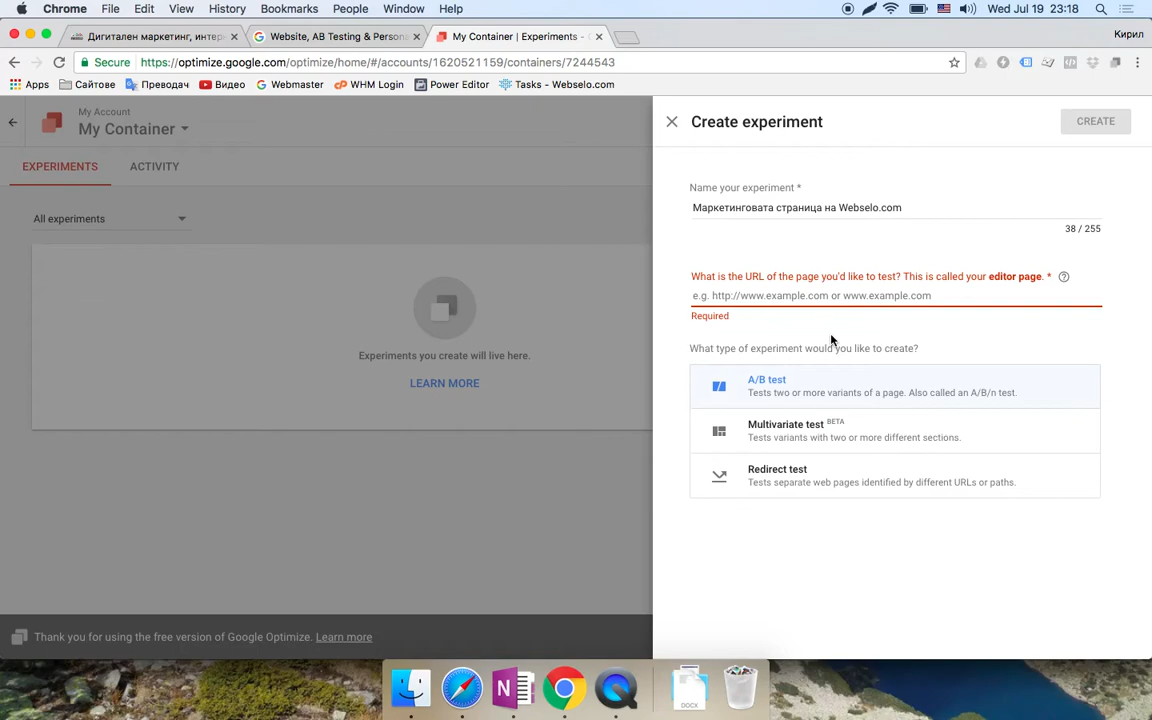 Chrome File Edit View History Bookmarks People Window Help Wed Jul 19 23:18
Дигитален маркетинг, интер Website, AB Testing & Persona My Container | Experiments - Кирил
Secure https://optimize.google.com/optimize/home/#/accounts/1620521159/containers/7244543
Apps Сайтове Преводач Видео Webmaster WHM Login Power Editor Tasks - Webselo.com
My Account
My Container
EXPERIMENTS ACTIVITY
All experiments
Experiments you create will live here.
LEARN MORE
Thank you for using the free version of Google Optimize. Learn more
Create experiment CREATE
Name your experiment *
Маркетинговата страница на Webselo.com
38 / 255
What is the URL of the page you'd like to test? This is called your editor page. *
e.g. http://www.example.com or www.example.com
Required
What type of experiment would you like to create?
A/B test
Tests two or more variants of a page. Also called an A/B/n test.
Multivariate test BETA
Tests variants with two or more different sections.
Redirect test
Tests separate web pages identified by different URLs or paths.
DOCX